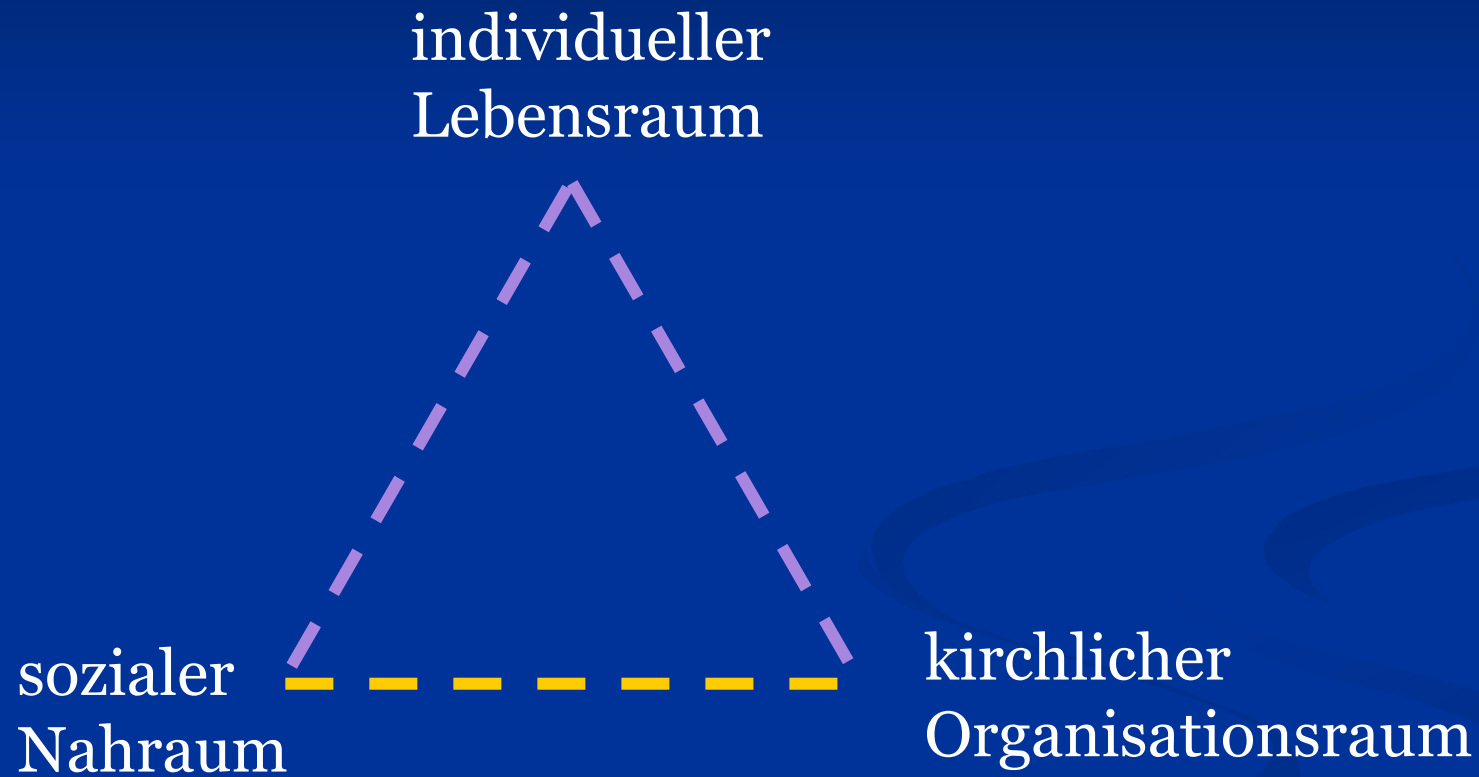 individueller
Lebensraum
sozialer
Nahraum
kirchlicher
Organisationsraum